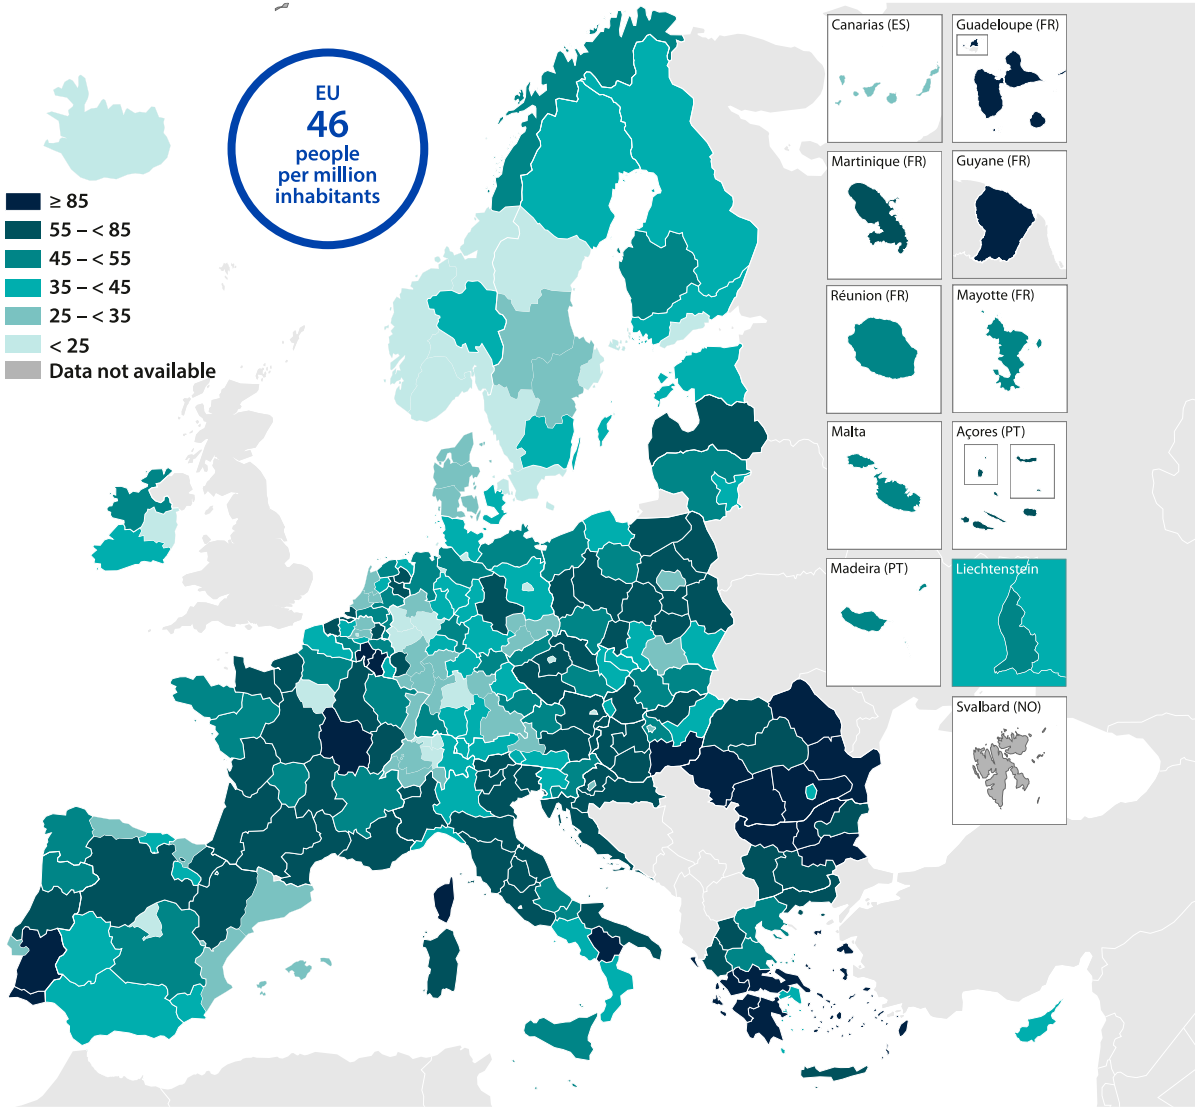 EU
46
people
per million
inhabitants
≥ 85
55 – < 85
45 – < 55
35 – < 45
25 – < 35
< 25
Data not available
Canarias (ES)
Guadeloupe (FR)
Martinique (FR)
Guyane (FR)
Réunion (FR)
Mayotte (FR)
Malta
Açores (PT)
Madeira (PT)
Liechtenstein
Svalbard (NO)